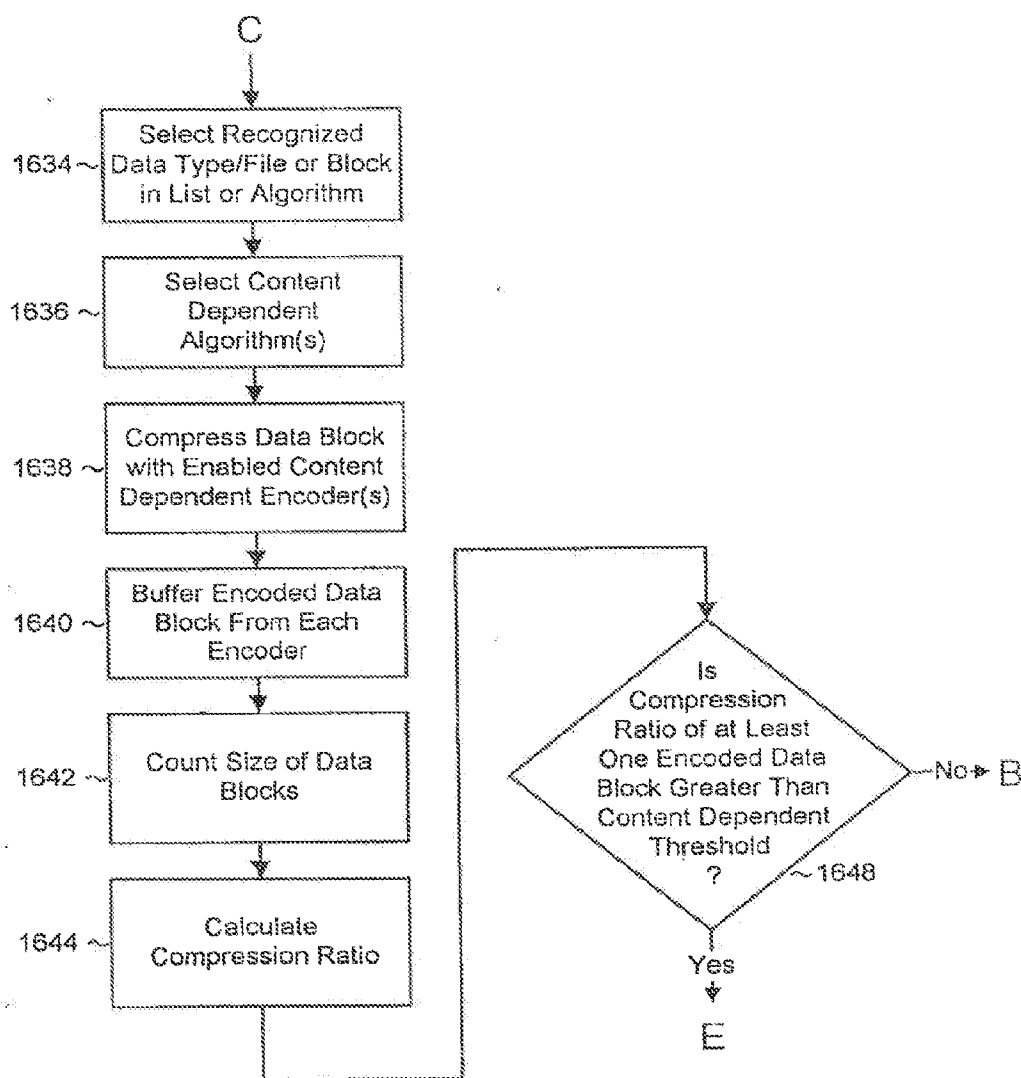 C
1634
Select Recognized
Data Type/File or Block
in List or Algorithm
1636
Select Content
Dependent
Algorithm(s)
1638
Compress Data Block
with Enabled Content
Dependent Encoder(s)
1640
Buffer Encoded Data
Block From Each
Encoder
1642
Count Size of Data
Blocks
1644
Calculate
Compression Ratio
Is
Compression
Ratio of at Least
One Encoded Data
Block Greater Than
Content Dependent
Threshold
?
1648
No
B
Yes
E